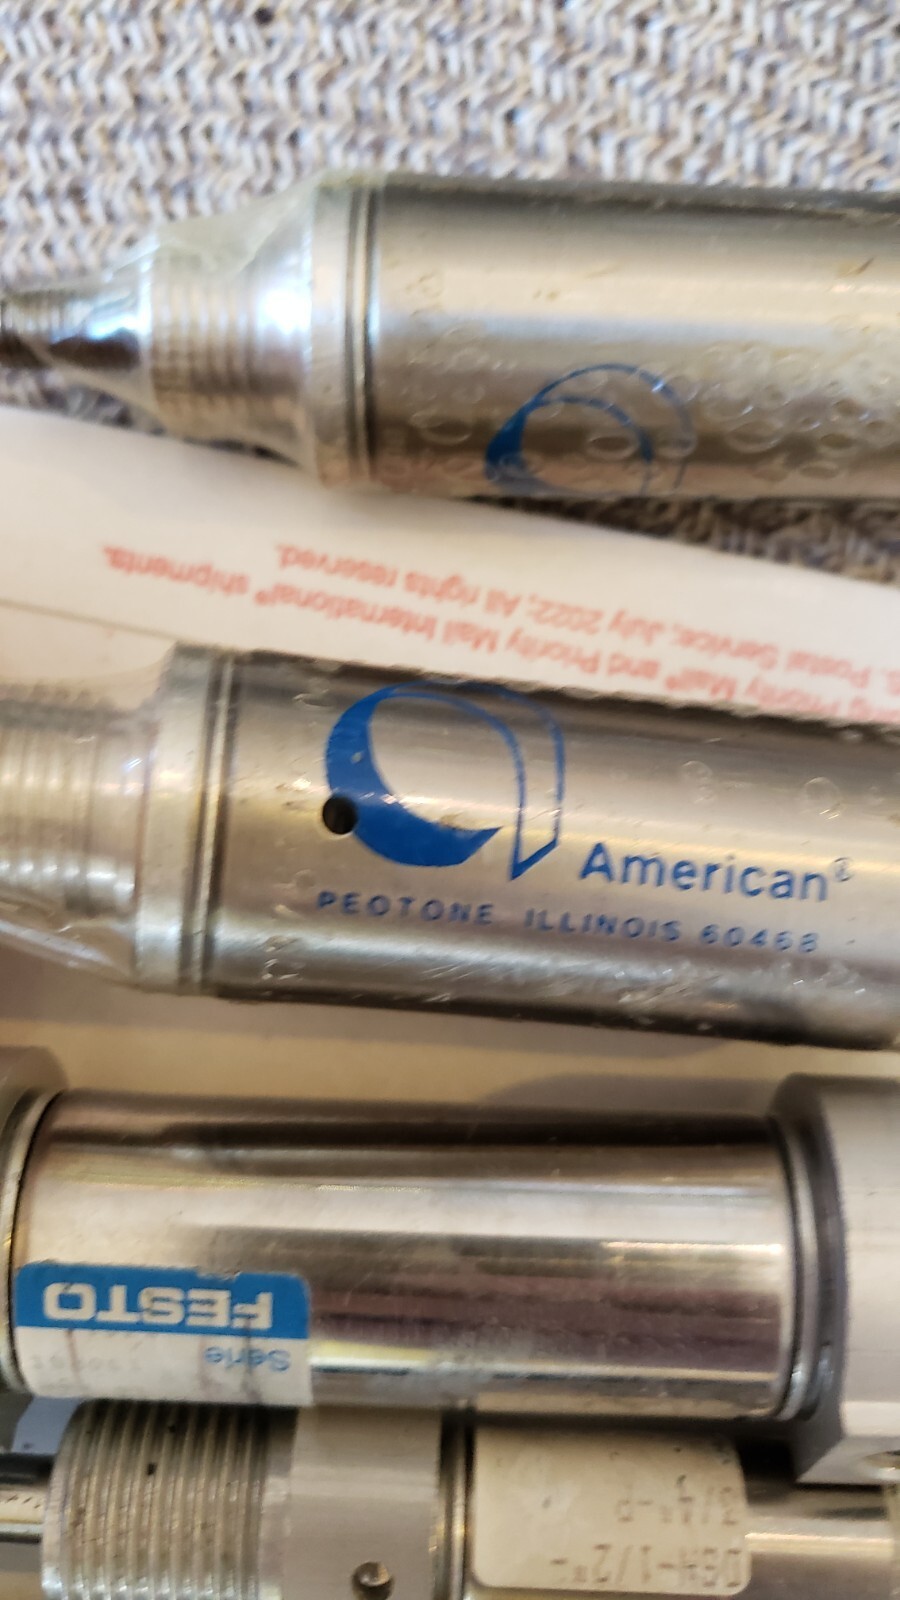 shipments.
and Priority Mail International®
July 2022; All rights reserved.
Postal Service,
Priority Mail®
American®
PEOTONE ILLINOIS 60468
FESTO
Serie
DEH-1/2"-
3/4"-P